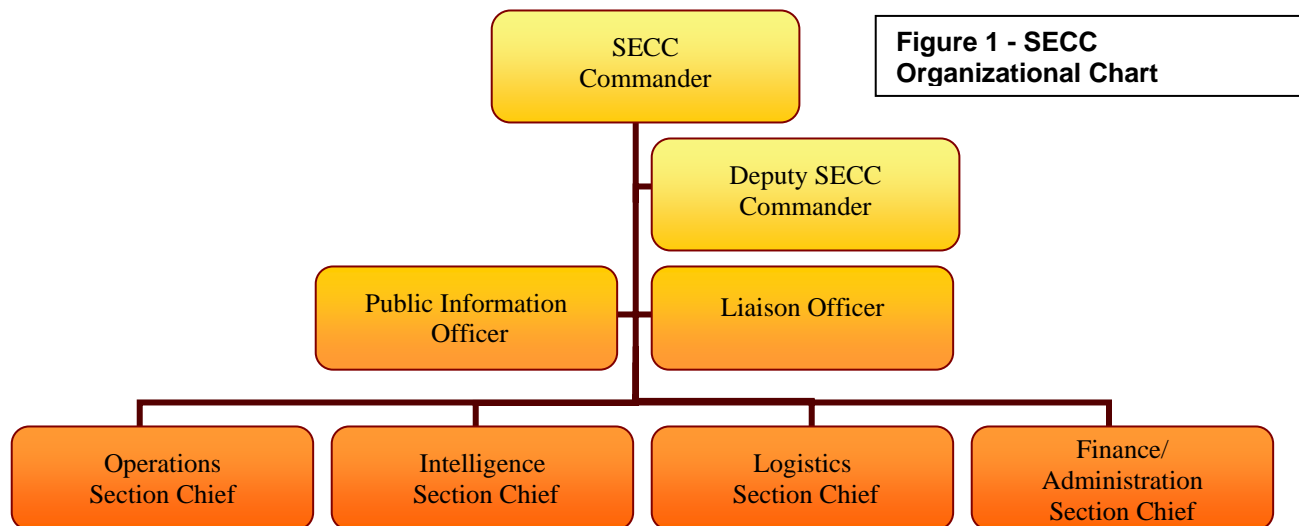 SECC
Commander
Figure 1 - SECC
Organizational Chart
Deputy SECC
Commander
Public Information
Officer
Liaison Officer
Operations
Section Chief
Intelligence
Section Chief
Logistics
Section Chief
Finance/
Administration
Section Chief